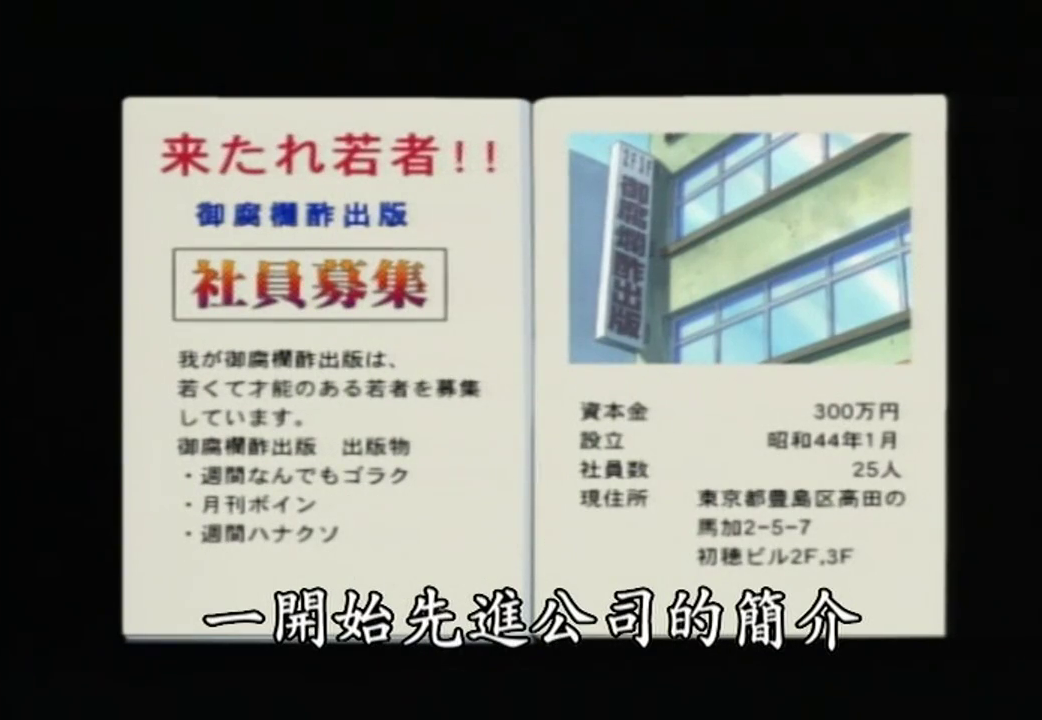 来たれ若者!!
御腐欄酢出版
社員募集
我が御腐欄酢出版は、
若くて才能のある若者を募集
しています。
御腐欄酢出版　出版物
・週間なんでもゴラク
・月刊ボイン
・週間ハナクソ
2F3F
御腐欄酢出版
資本金 300万円
設立 昭和44年1月
社員数 25人
現住所 東京都豊島区高田の
馬加2-5-7
初穂ビル2F,3F
一開始先進公司的簡介